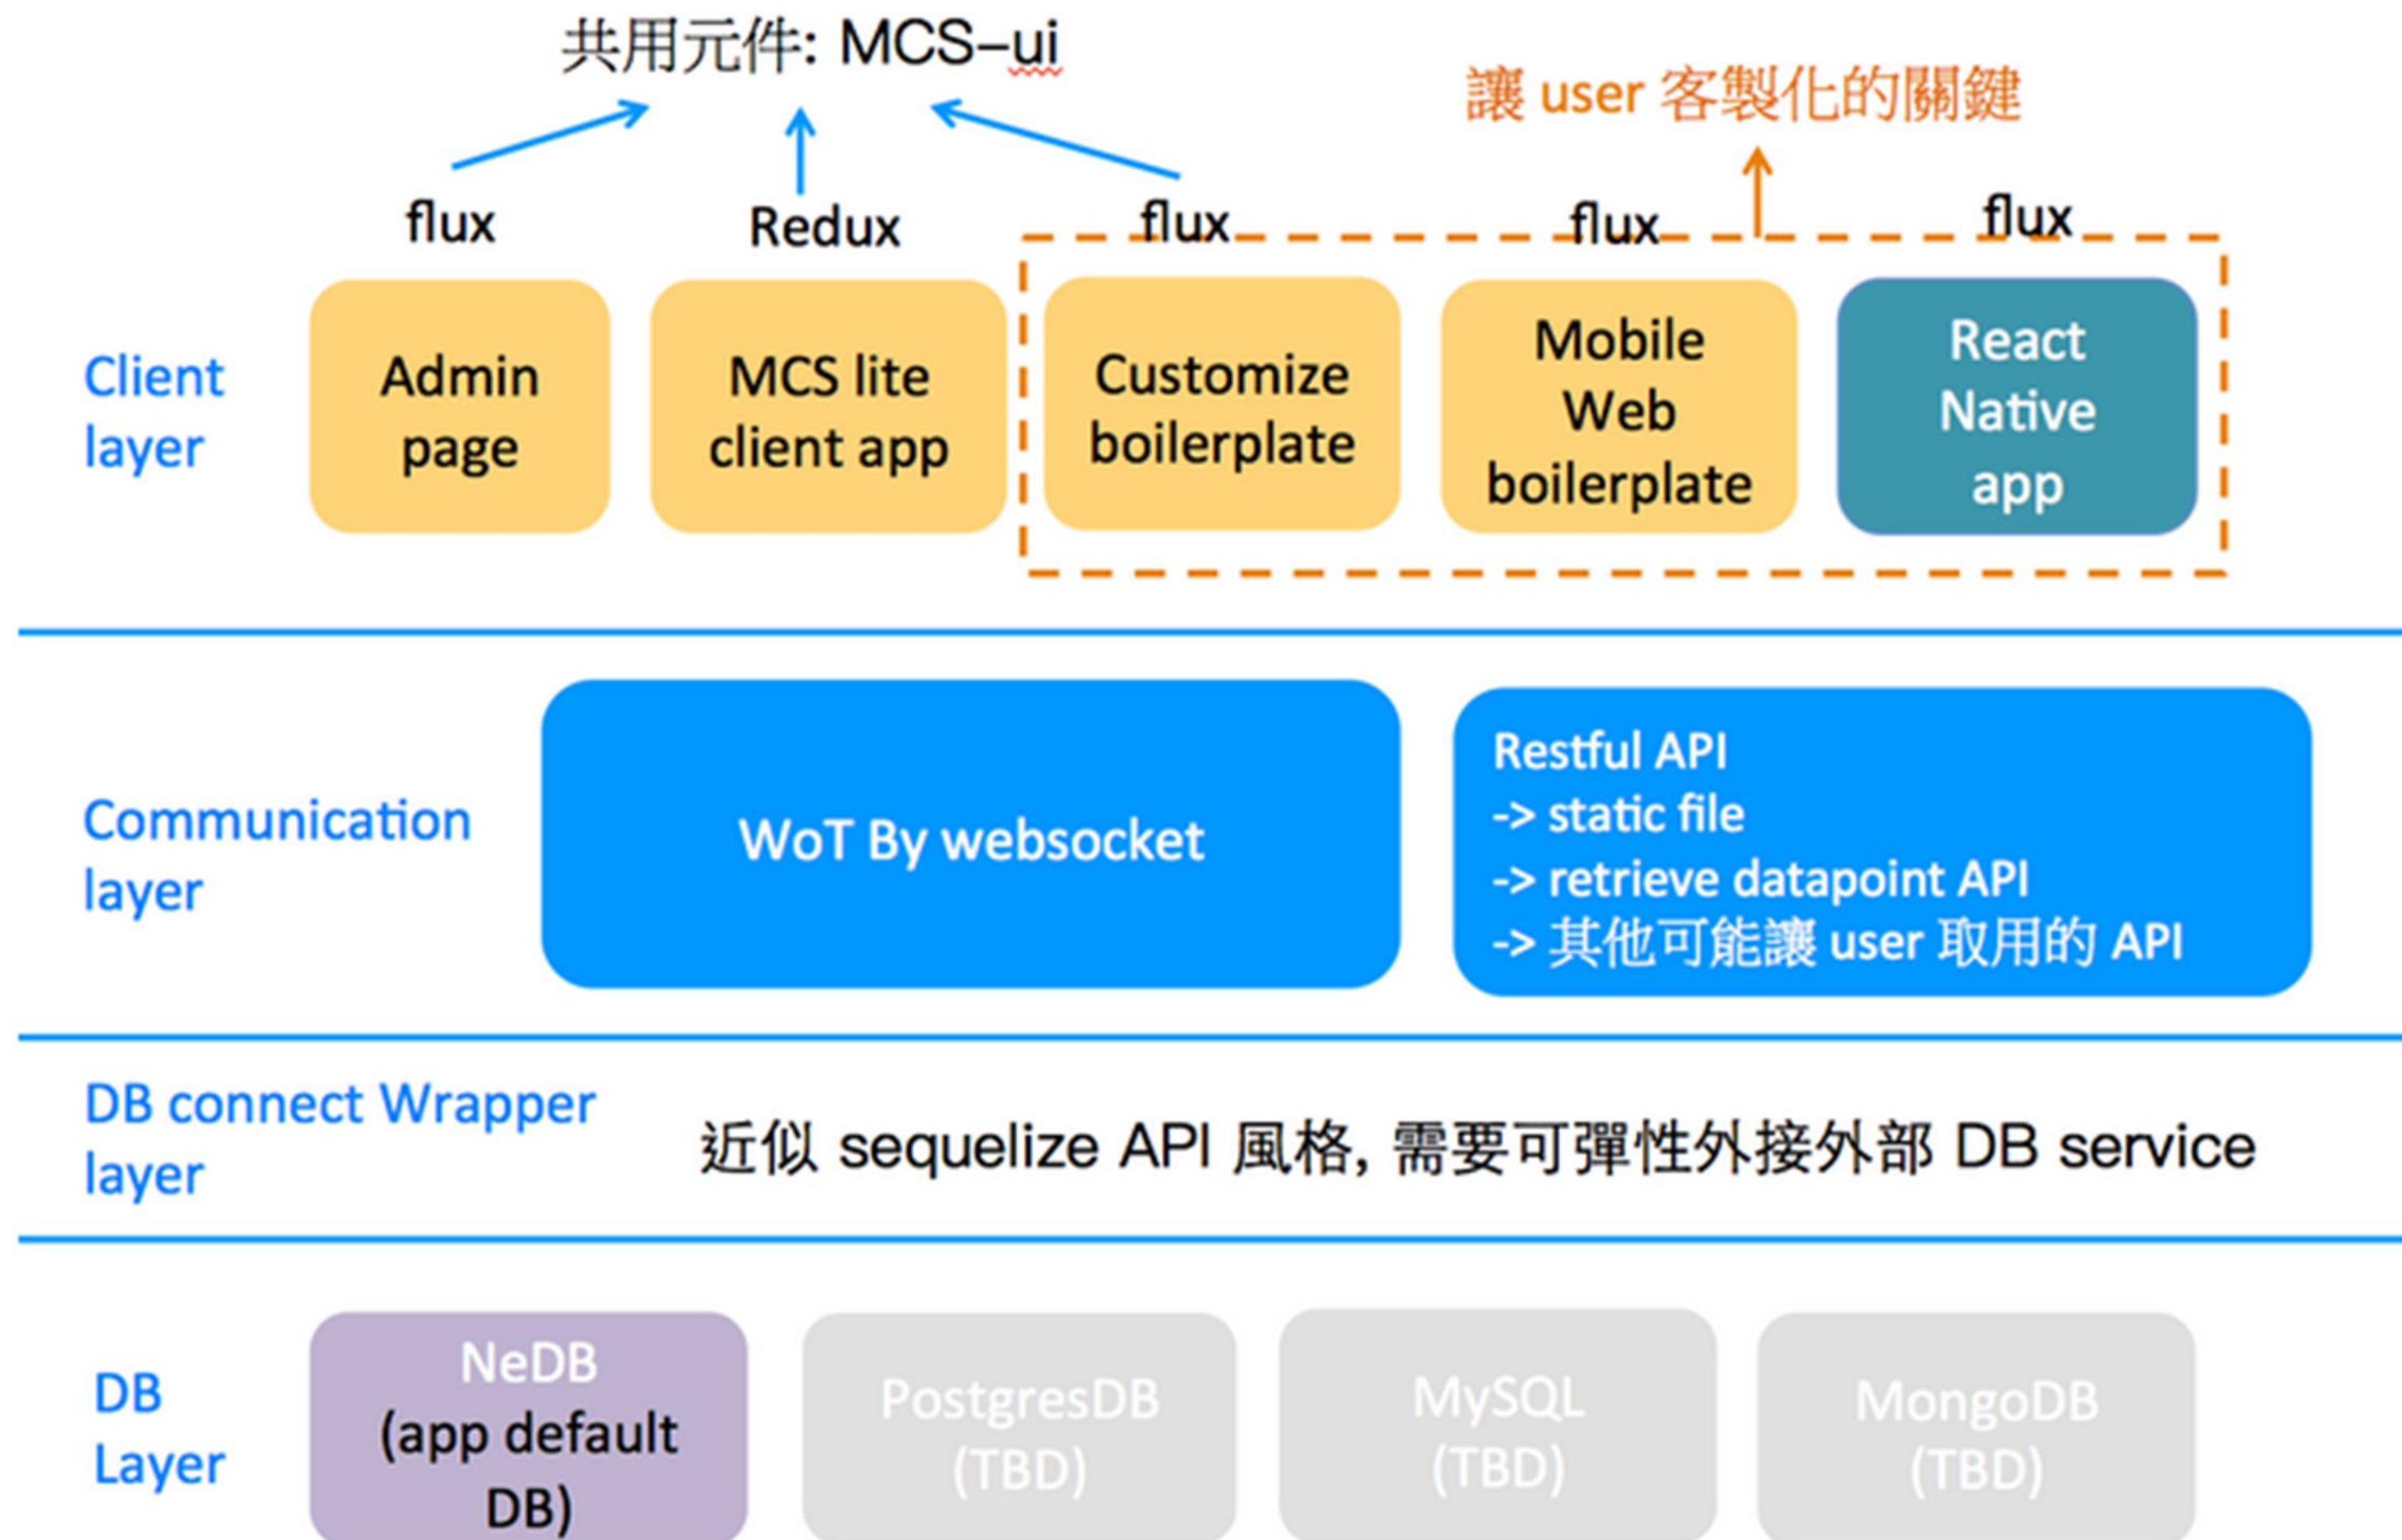 共用元件: MCS-ui
讓 user 客製化的關鍵
flux
Redux
flux
flux
flux
Client
layer
Admin
page
MCS lite
client app
Customize
boilerplate
Mobile
Web
boilerplate
React
Native
app
Communication
layer
WoT By websocket
Restful API
-> static file
-> retrieve datapoint API
-> 其他可能讓 user 取用的 API
DB connect Wrapper
layer
近似 sequelize API 風格, 需要可彈性外接外部 DB service
DB
Layer
NeDB
(app default
DB)
PostgresDB
(TBD)
MySQL
(TBD)
MongoDB
(TBD)